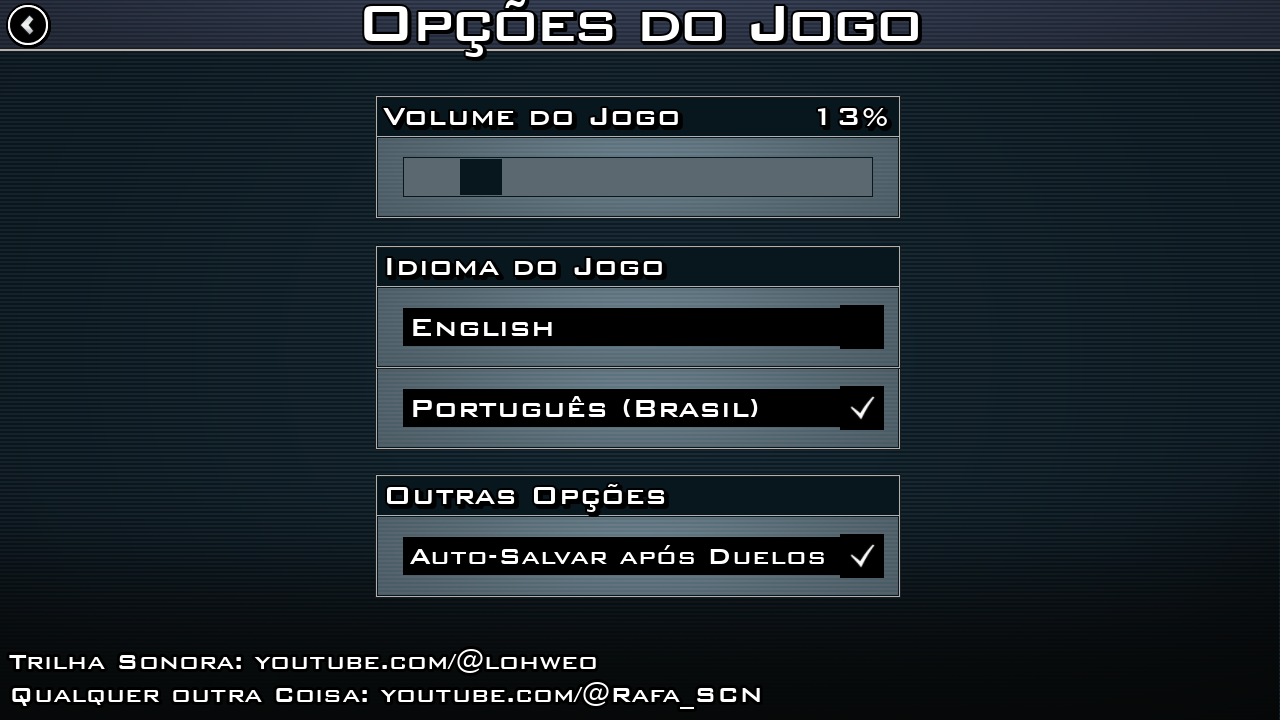 Opções do Jogo
Volume do Jogo 13%
Idioma do Jogo
English
Português (Brasil)
Outras Opções
Auto-Salvar após Duelos
Trilha Sonora: youtube.com/@lohweo
Qualquer outra Coisa: youtube.com/@Rafa_SCN